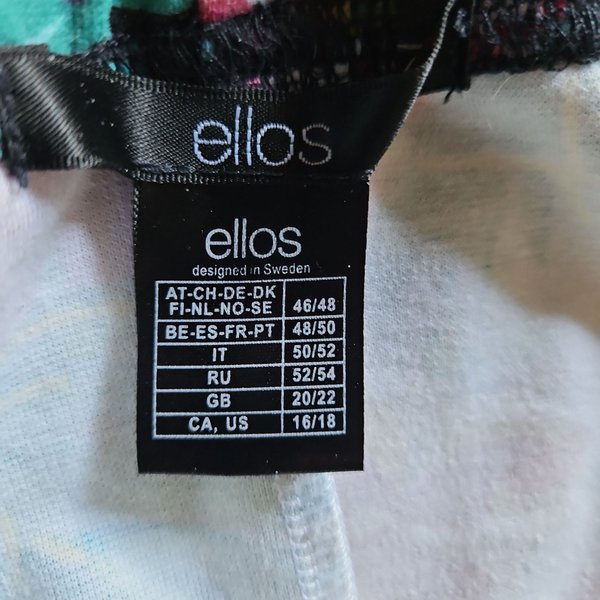 ellos
ellos
designed in Sweden
AT-CH-DE-DK
FI-NL-NO-SE 46/48
BE-ES-FR-PT 48/50
IT 50/52
RU 52/54
GB 20/22
CA, US 16/18